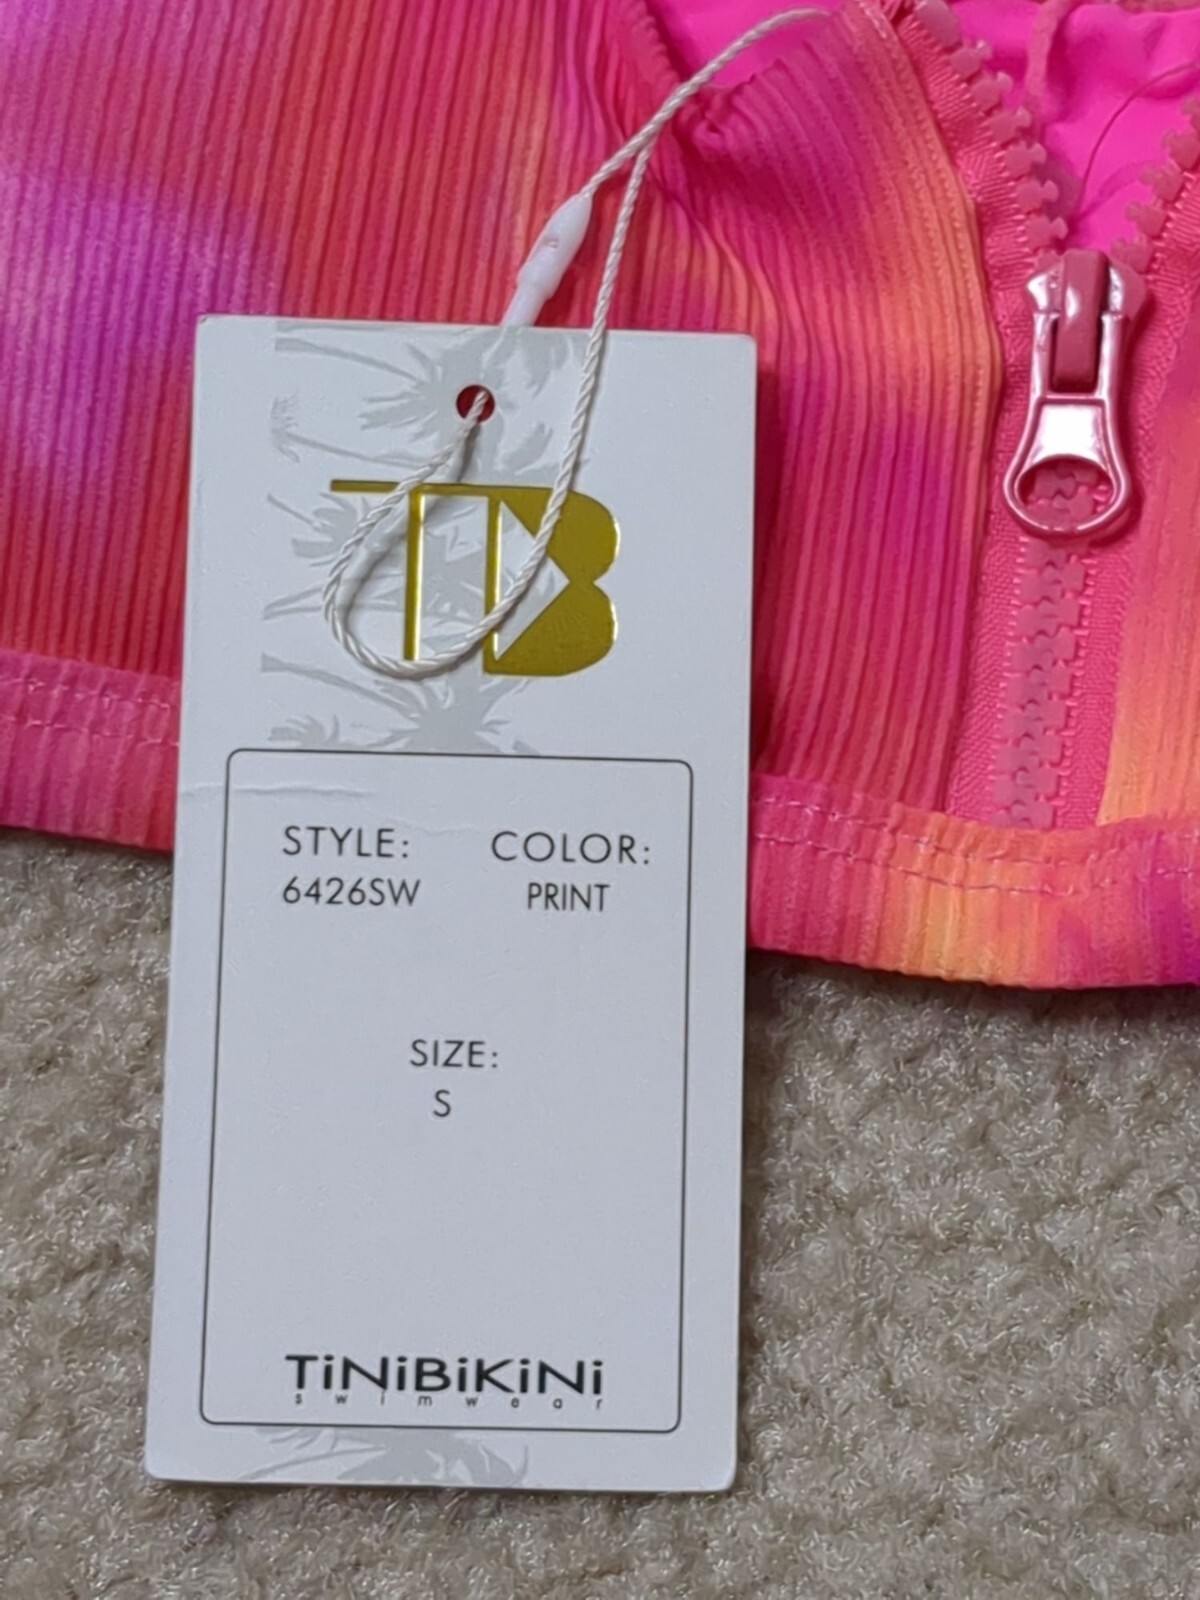 TB
STYLE: COLOR:
6426SW PRINT
SIZE:
S
TiNiBiKiNi
swimwear